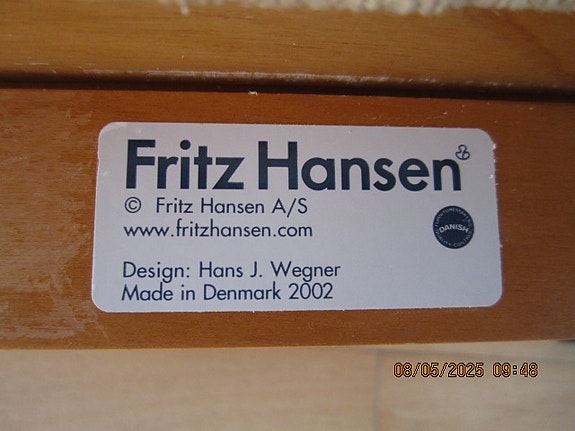 Fritz Hansen
© Fritz Hansen A/S
www.fritzhansen.com
DANISH
Design: Hans J. Wegner
Made in Denmark 2002
08/05/2025 09:48